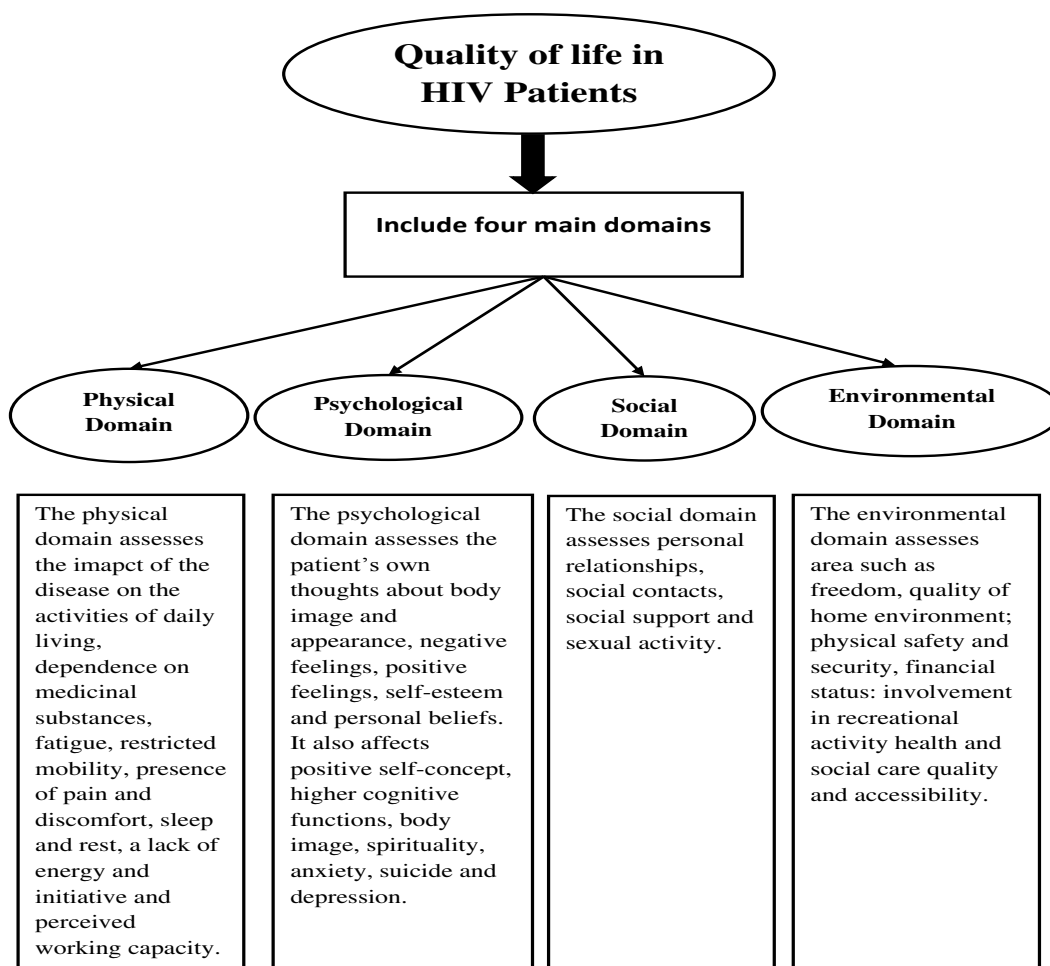 Quality of life in
HIV Patients
Include four main domains
Physical
Domain
Psychological
Domain
Social
Domain
Environmental
Domain
The physical
domain assesses
the imapct of the
disease on the
activities of daily
living,
dependence on
medicinal
substances,
fatigue, restricted
mobility, presence
of pain and
discomfort, sleep
and rest, a lack of
energy and
initiative and
perceived
working capacity.
The psychological
domain assesses the
patient’s own
thoughts about body
image and
appearance, negative
feelings, positive
feelings, self-esteem
and personal beliefs.
It also affects
positive self-concept,
higher cognitive
functions, body
image, spirituality,
anxiety, suicide and
depression.
The social domain
assesses personal
relationships,
social contacts,
social support and
sexual activity.
The environmental
domain assesses
area such as
freedom, quality of
home environment;
physical safety and
security, financial
status: involvement
in recreational
activity health and
social care quality
and accessibility.